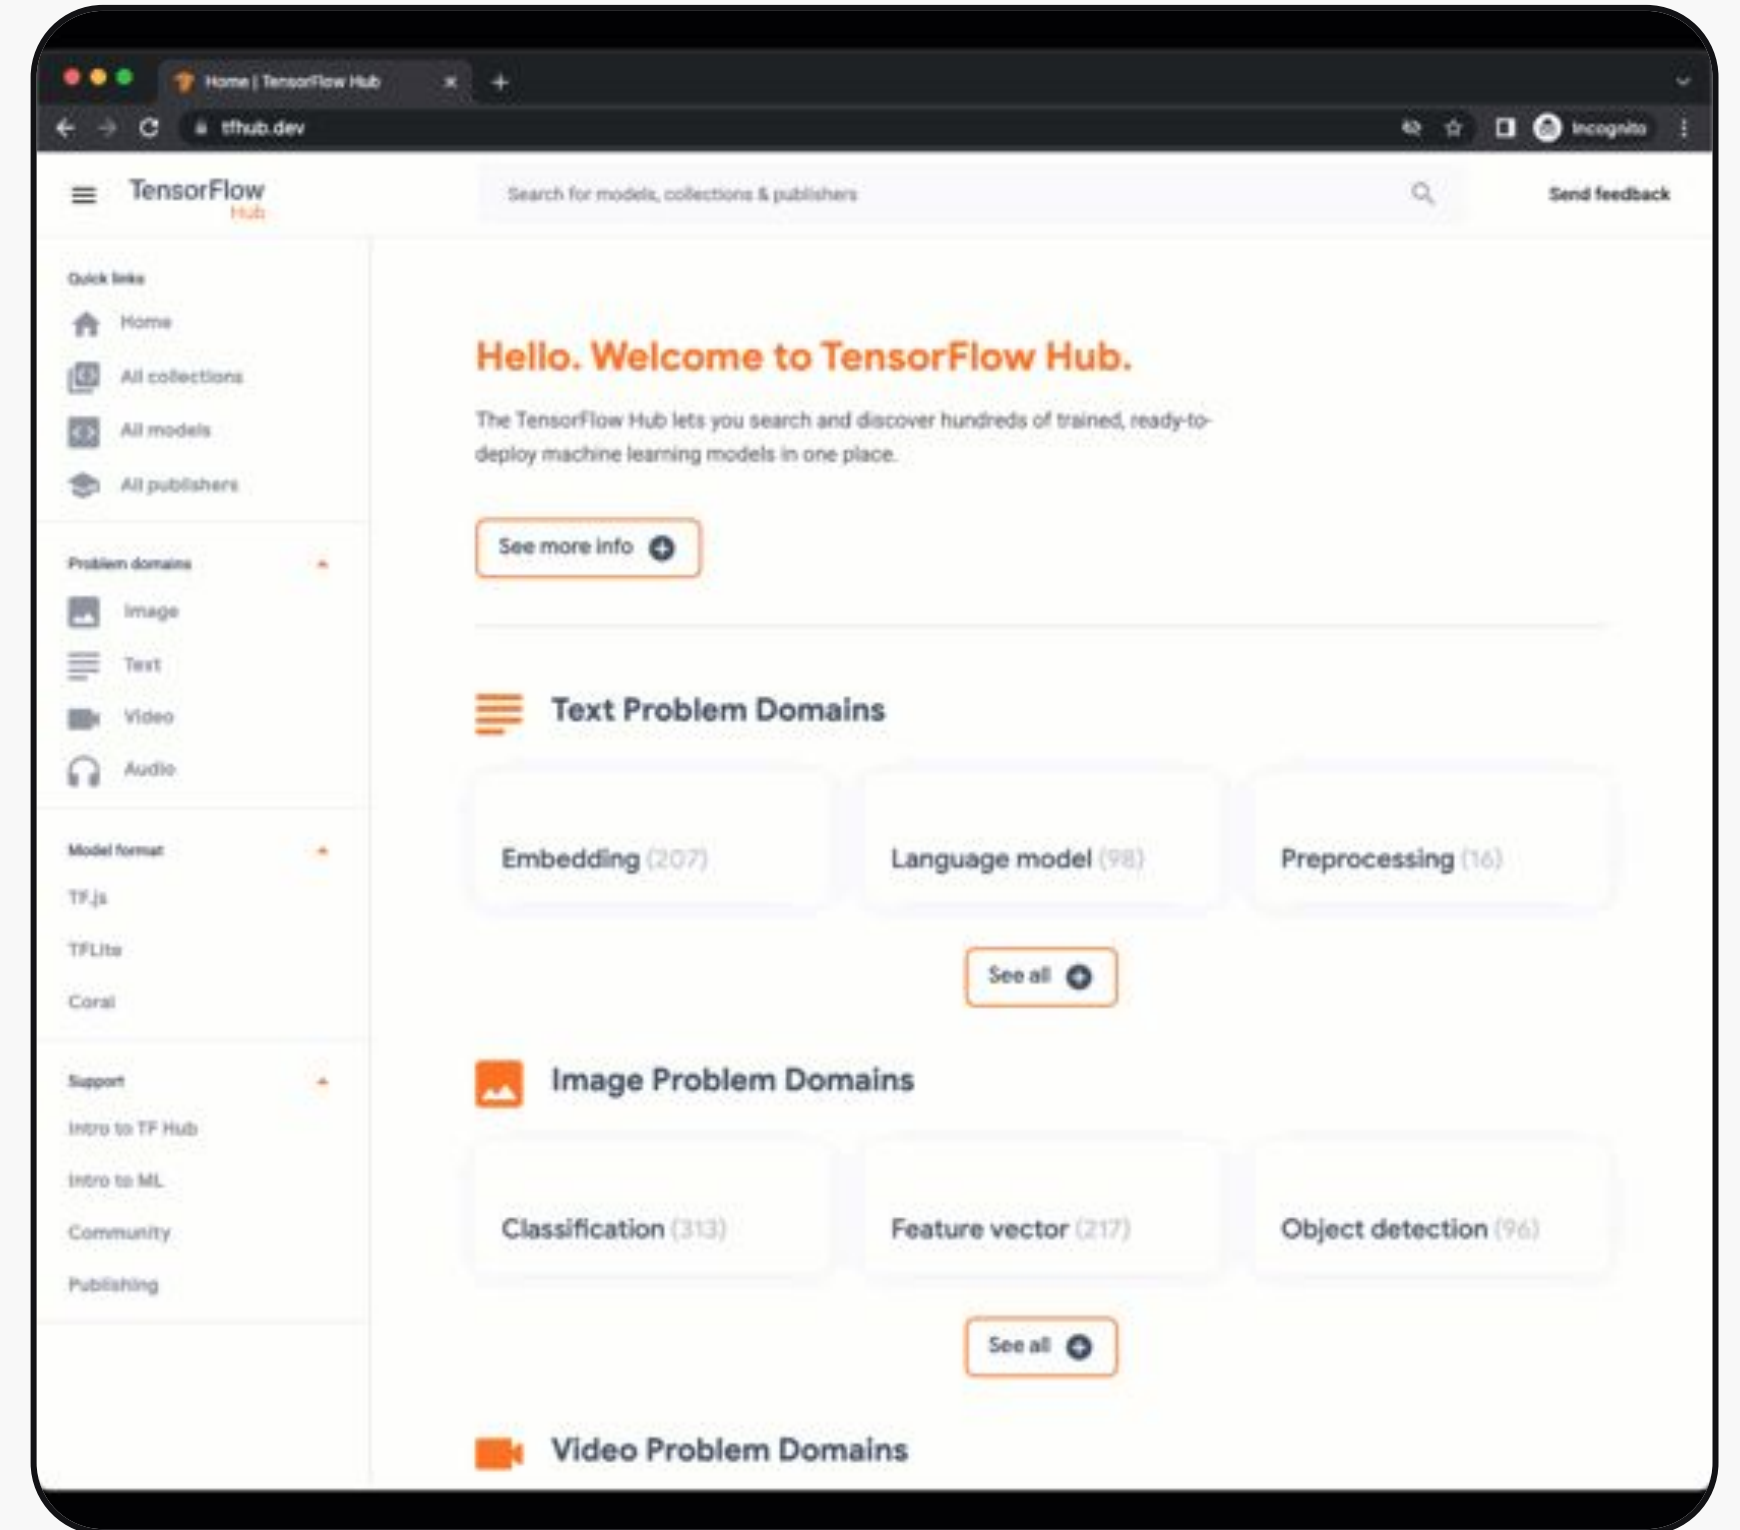 Home | TensorFlow Hub
tfhub.dev
Incognito
TensorFlow
Hub
Search for models, collections & publishers
Send feedback
Quick links
Home
All collections
All models
All publishers
Problem domains
Image
Text
Video
Audio
Model format
TF.js
TFLite
Coral
Support
Intro to TF Hub
Intro to ML
Community
Publishing
Hello. Welcome to TensorFlow Hub.
The TensorFlow Hub lets you search and discover hundreds of trained, ready-to-
deploy machine learning models in one place.
See more info
Text Problem Domains
Embedding (207)
Language model (98)
Preprocessing (16)
See all
Image Problem Domains
Classification (313)
Feature vector (217)
Object detection (96)
See all
Video Problem Domains